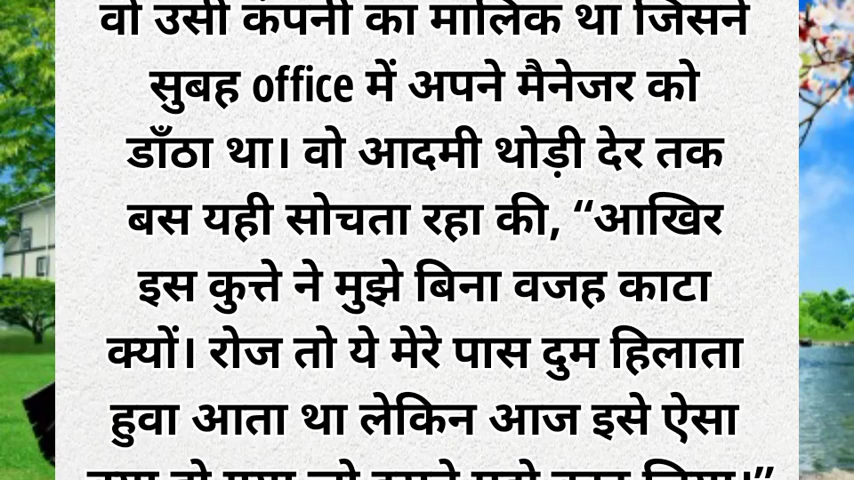 वो उसी कंपनी का मालिक था जिसने
सुबह office में अपने मैनेजर को
डाँठा था। वो आदमी थोड़ी देर तक
बस यही सोचता रहा की, “आखिर
इस कुत्ते ने मुझे बिना वजह काटा
क्यों। रोज तो ये मेरे पास दुम हिलाता
हुवा आता था लेकिन आज इसे ऐसा